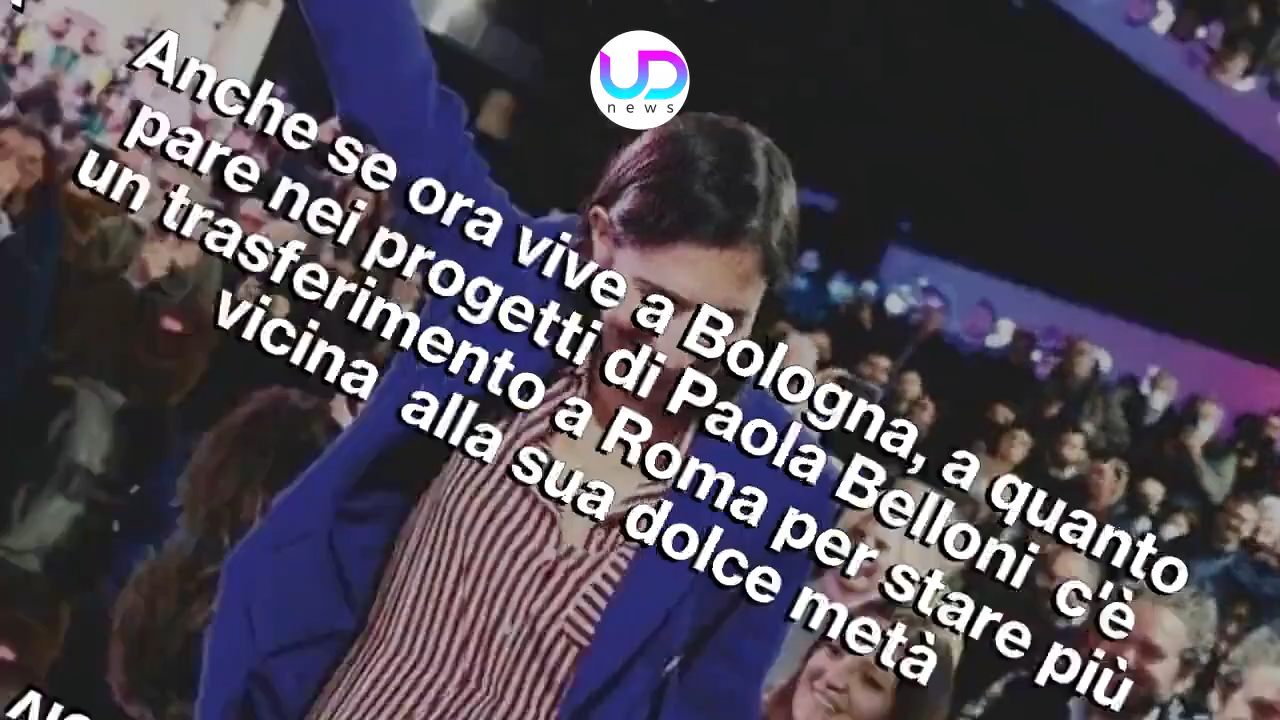 UD
news
Anche se ora vive a Bologna, a quanto
pare nei progetti di Paola Belloni c'è
un trasferimento a Roma per stare più
vicina alla sua dolce metà